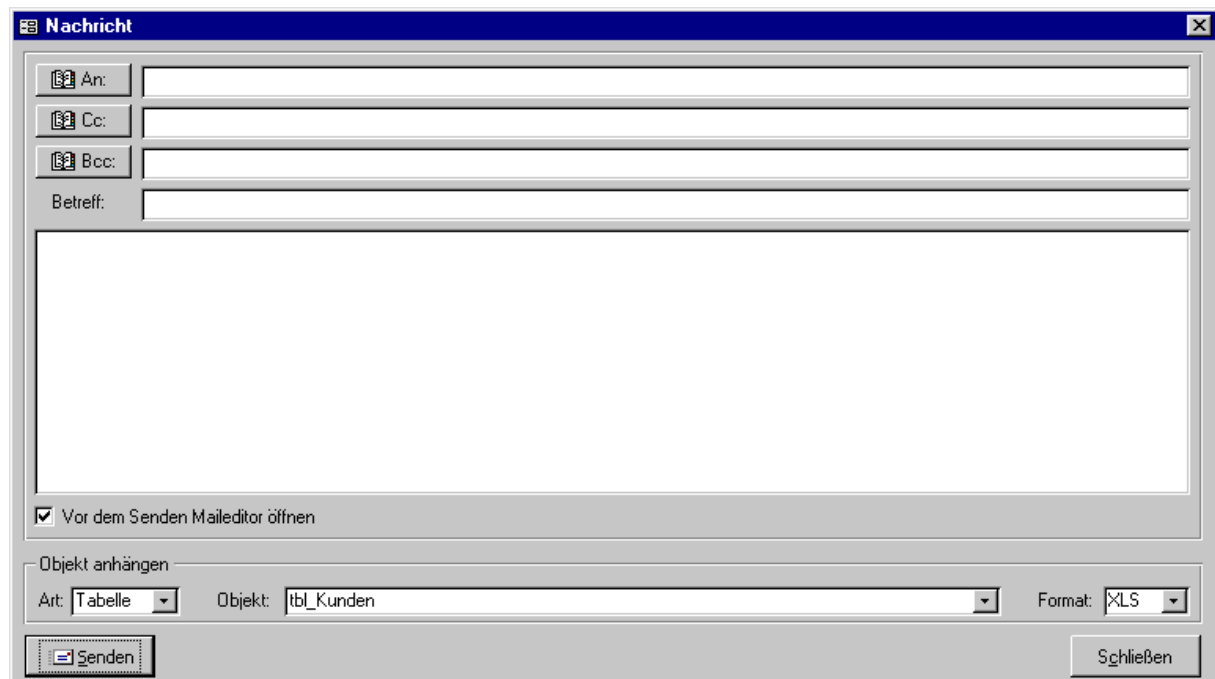 Nachricht
An:
Cc:
Bcc:
Betreff:
Vor dem Senden Maileditor öffnen
Objekt anhängen
Art: Tabelle Objekt: tbl_Kunden Format: XLS
Senden Schließen